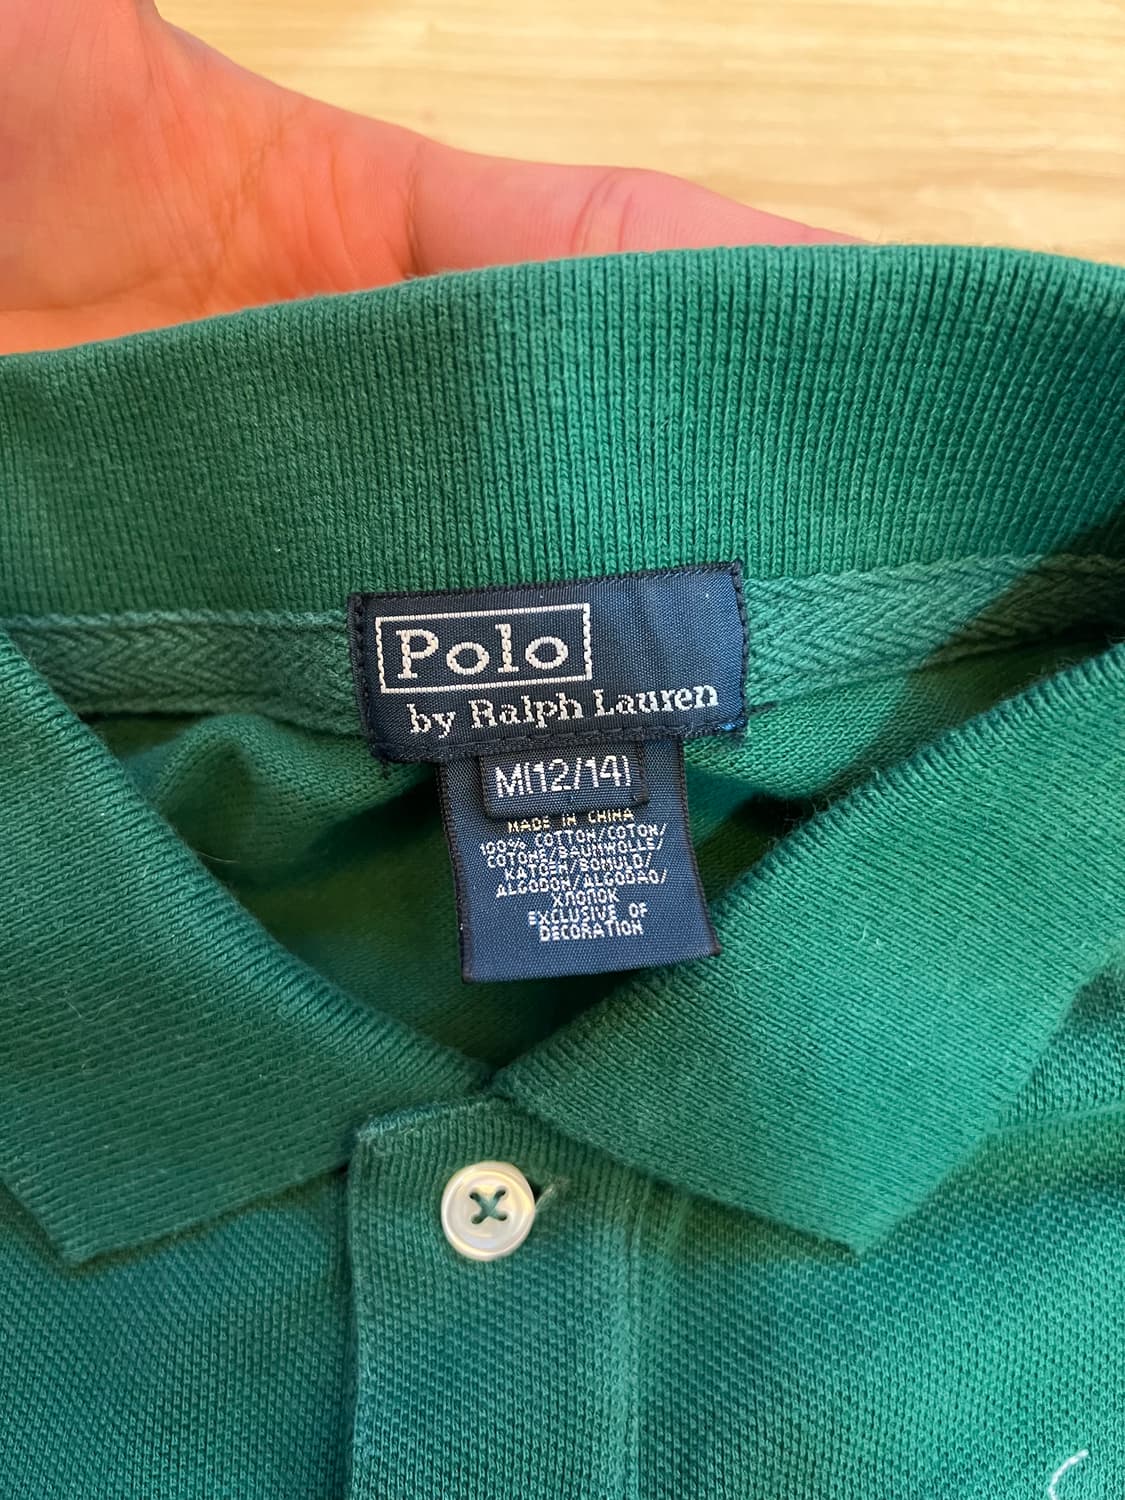 Polo
by Ralph Lauren
M(12/14)
MADE IN CHINA
100% COTTON/COTON/
COTONE/BAUMWOLLE/
KATOEN/BOMULD/
ALGODON/ALGODAO/
ХЛОПОК
EXCLUSIVE OF
DECORATION